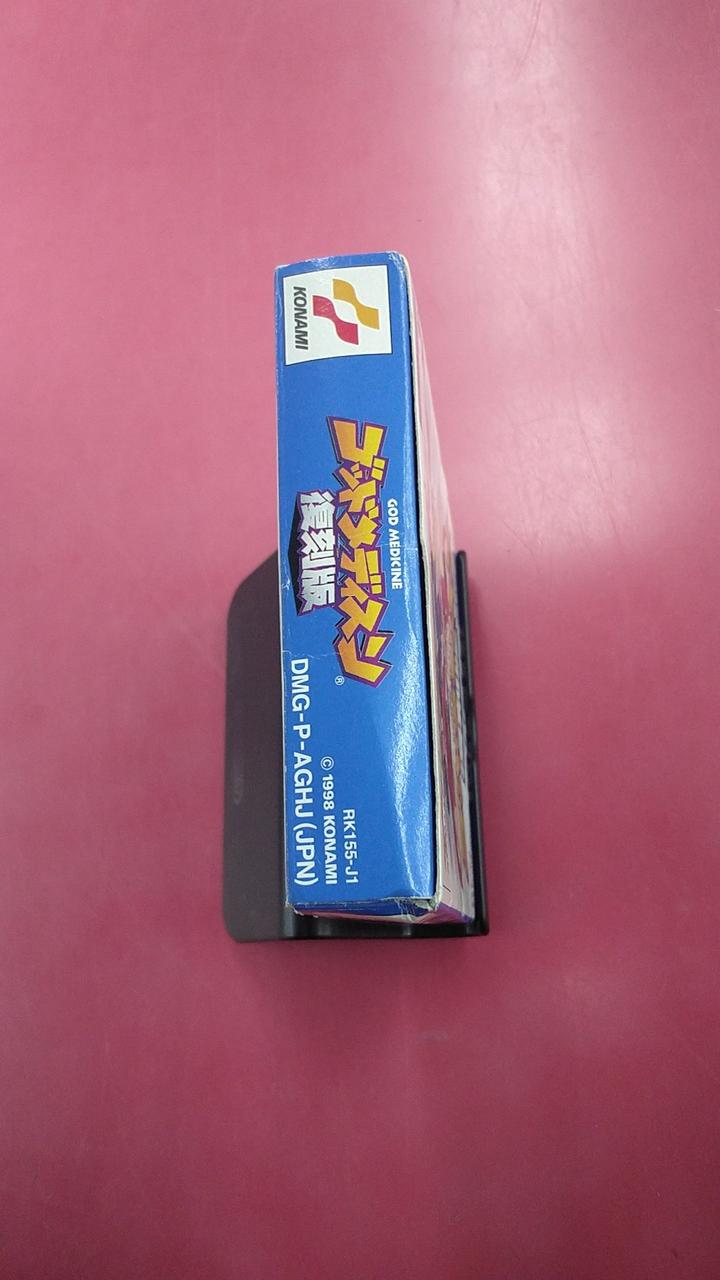 KONAMI
GOD MEDICINE
ゴッドメディスン®
復刻版
RK155-J1
© 1998 KONAMI
DMG-P-AGHJ (JPN)